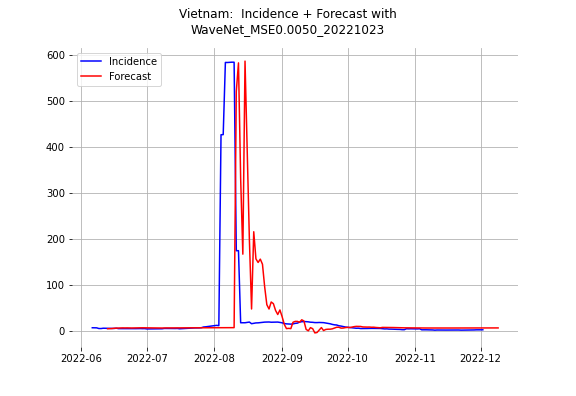 Vietnam:  Incidence + Forecast with
WaveNet_MSE0.0050_20221023
Incidence
Forecast
600
500
400
300
200
100
0
2022-06 2022-07 2022-08 2022-09 2022-10 2022-11 2022-12